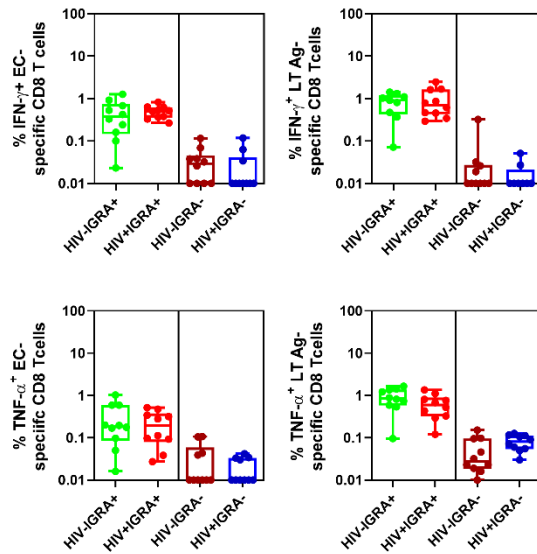 % IFN-γ+ EC-
specific CD8 T cells
100
10
1
0.1
0.01
HIV-IGRA+
HIV+IGRA+
HIV-IGRA-
HIV+IGRA-
% IFN-γ⁺ LT Ag-
specific CD8 Tcells
100
10
1
0.1
0.01
HIV-IGRA+
HIV+IGRA+
HIV-IGRA-
HIV+IGRA-
% TNF-α⁺ EC-
speciifc CD8 Tcells
100
10
1
0.1
0.01
HIV-IGRA+
HIV+IGRA+
HIV-IGRA-
HIV+IGRA-
% TNF-α⁺ LT Ag-
specific CD8 Tcells
100
10
1
0.1
0.01
HIV-IGRA+
HIV+IGRA+
HIV-IGRA-
HIV+IGRA-